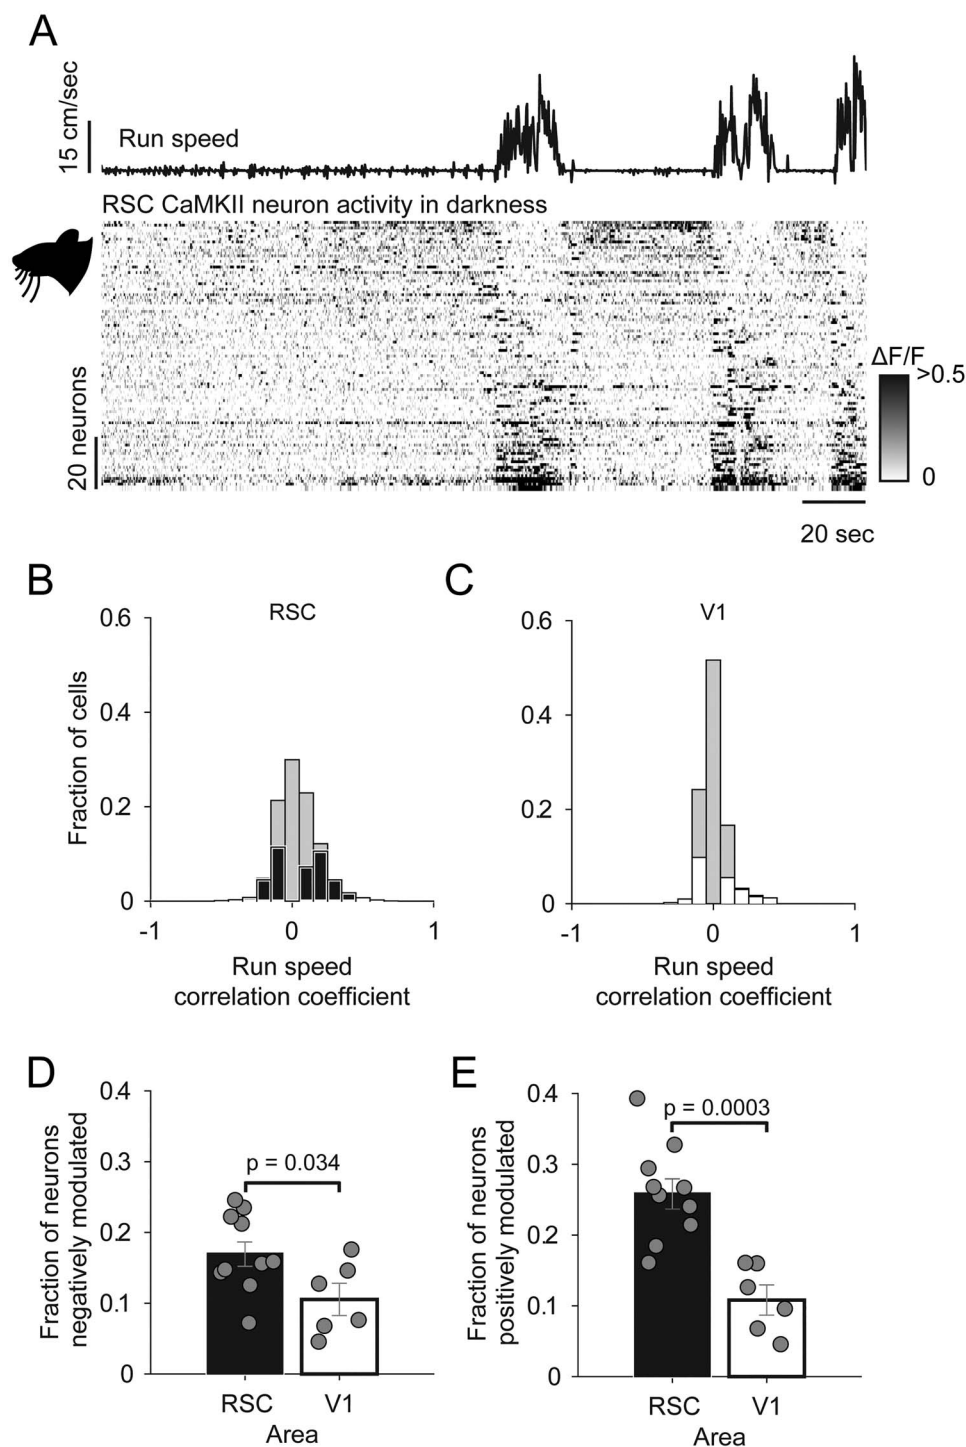 A
15 cm/sec
Run speed
RSC CaMKII neuron activity in darkness
20 neurons
ΔF/F
>0.5
0
20 sec
B
RSC
0.6
0.4
0.2
0
Fraction of cells
-1
0
1
Run speed
correlation coefficient
C
V1
0.6
0.4
0.2
0
-1
0
1
Run speed
correlation coefficient
D
0.4
0.3
0.2
0.1
0
Fraction of neurons
negatively modulated
p = 0.034
RSC
V1
Area
E
0.4
0.3
0.2
0.1
0
Fraction of neurons
positively modulated
p = 0.0003
RSC
V1
Area